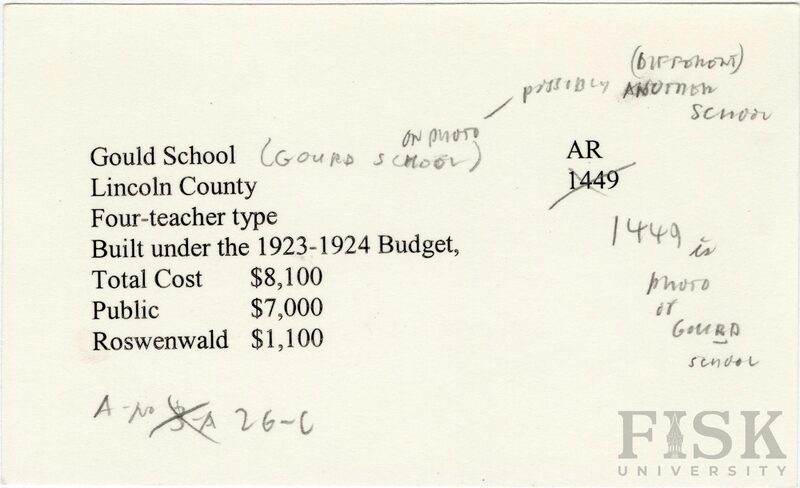 (DIFFERENT)
possibly ANOTHER
SCHOOL
ON PHOTO
Gould School (GOURD SCHOOL) AR
Lincoln County 1449
Four-teacher type
Built under the 1923-1924 Budget,
Total Cost $8,100
Public $7,000
Roswenwald $1,100
1449 is
photo
of
GOURD
school
A-No 3-A 26-C
FISK
UNIVERSITY